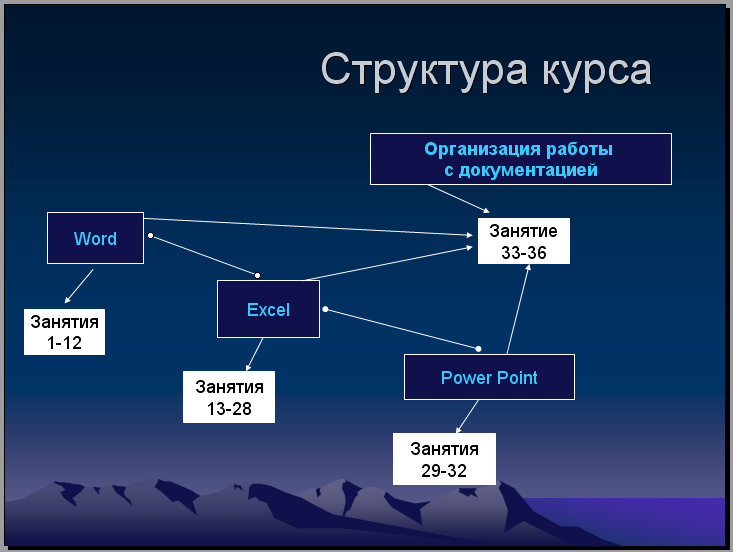 Структура курса
Организация работы
с документацией
Word
Занятие
33-36
Excel
Занятия
1-12
Power Point
Занятия
13-28
Занятия
29-32